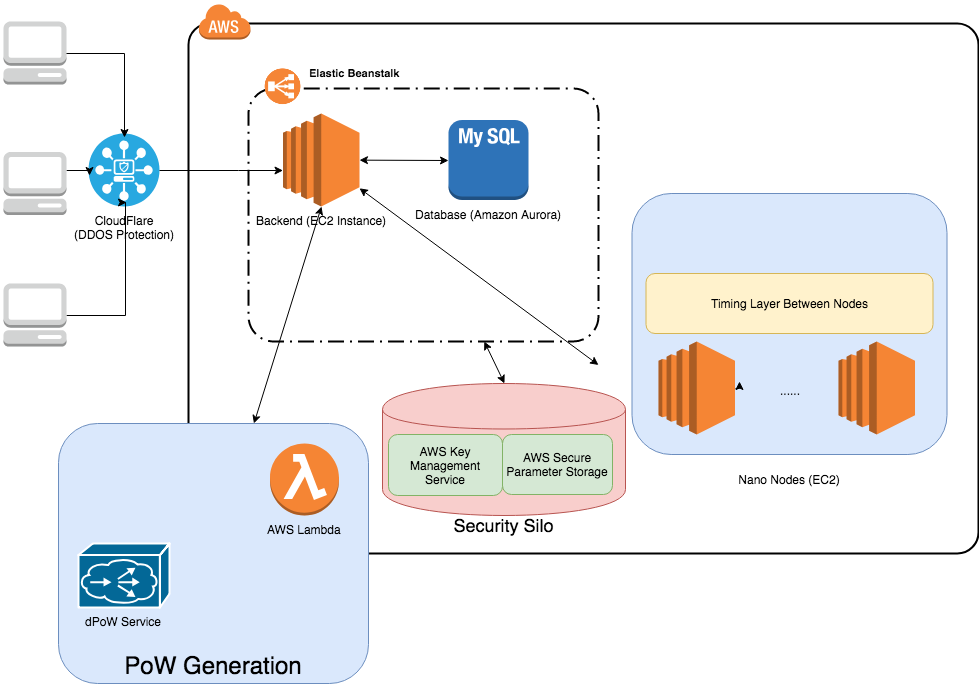 AWS
Elastic Beanstalk
My SQL
CloudFlare
(DDOS Protection)
Backend (EC2 Instance)
Database (Amazon Aurora)
Timing Layer Between Nodes
......
Nano Nodes (EC2)
AWS Key
Management
Service
AWS Secure
Parameter Storage
Security Silo
AWS Lambda
dPoW Service
PoW Generation